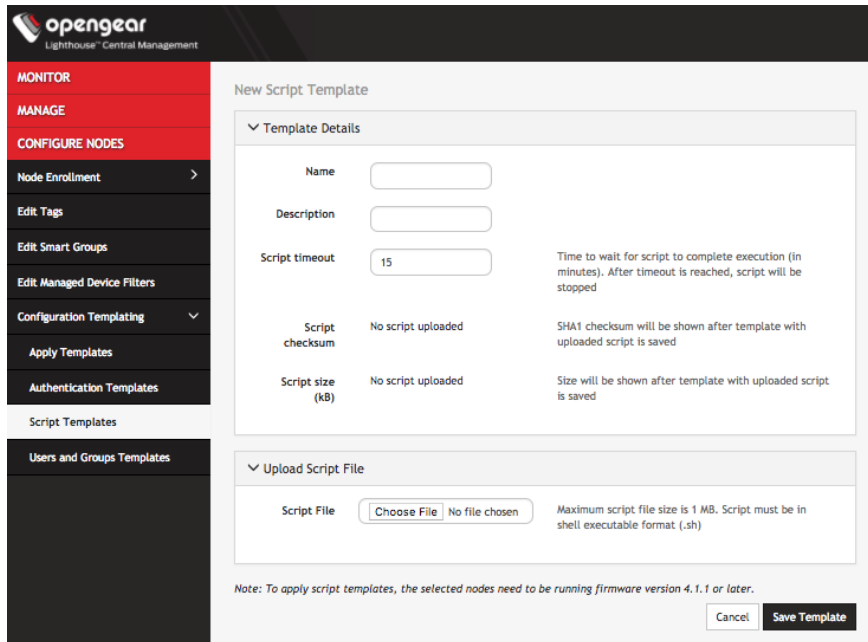 opengear
Lighthouse™ Central Management
MONITOR
MANAGE
CONFIGURE NODES
Node Enrollment
Edit Tags
Edit Smart Groups
Edit Managed Device Filters
Configuration Templating
Apply Templates
Authentication Templates
Script Templates
Users and Groups Templates
New Script Template
Template Details
Name
Description
Script timeout
15
Time to wait for script to complete execution (in
minutes). After timeout is reached, script will be
stopped
Script
checksum
No script uploaded
SHA1 checksum will be shown after template with
uploaded script is saved
Script size
(kB)
No script uploaded
Size will be shown after template with uploaded script
is saved
Upload Script File
Script File
Choose File No file chosen
Maximum script file size is 1 MB. Script must be in
shell executable format (.sh)
Note: To apply script templates, the selected nodes need to be running firmware version 4.1.1 or later.
Cancel
Save Template